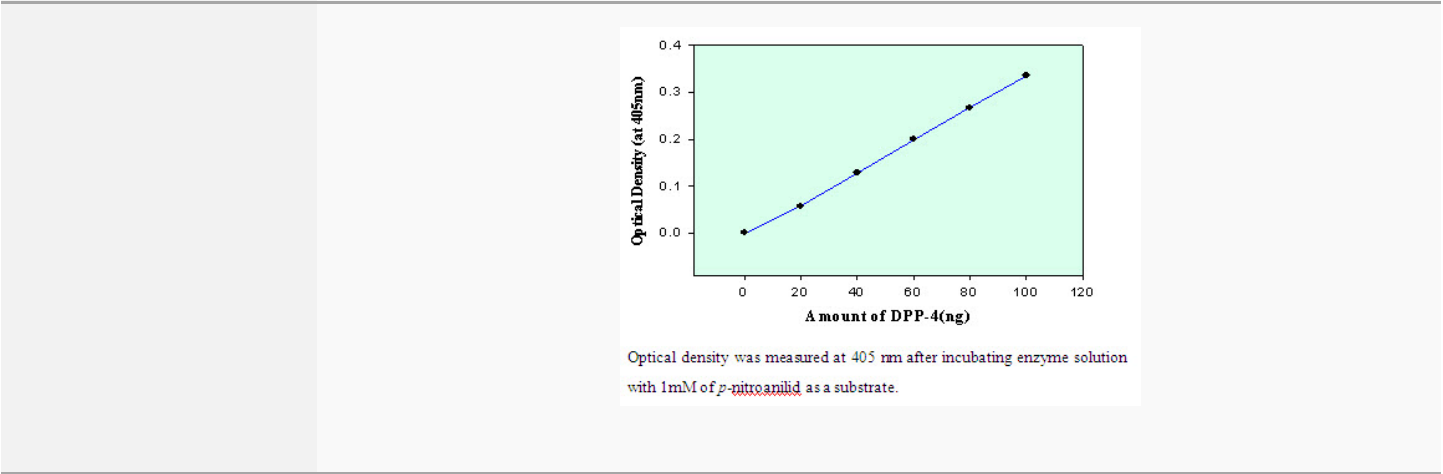 0.4
0.3
0.2
0.1
0.0
Optical Density (at 405nm)
0 20 40 60 80 100 120
Amount of DPP-4(ng)
Optical density was measured at 405 nm after incubating enzyme solution
with 1mM of p-nitroanilid as a substrate.